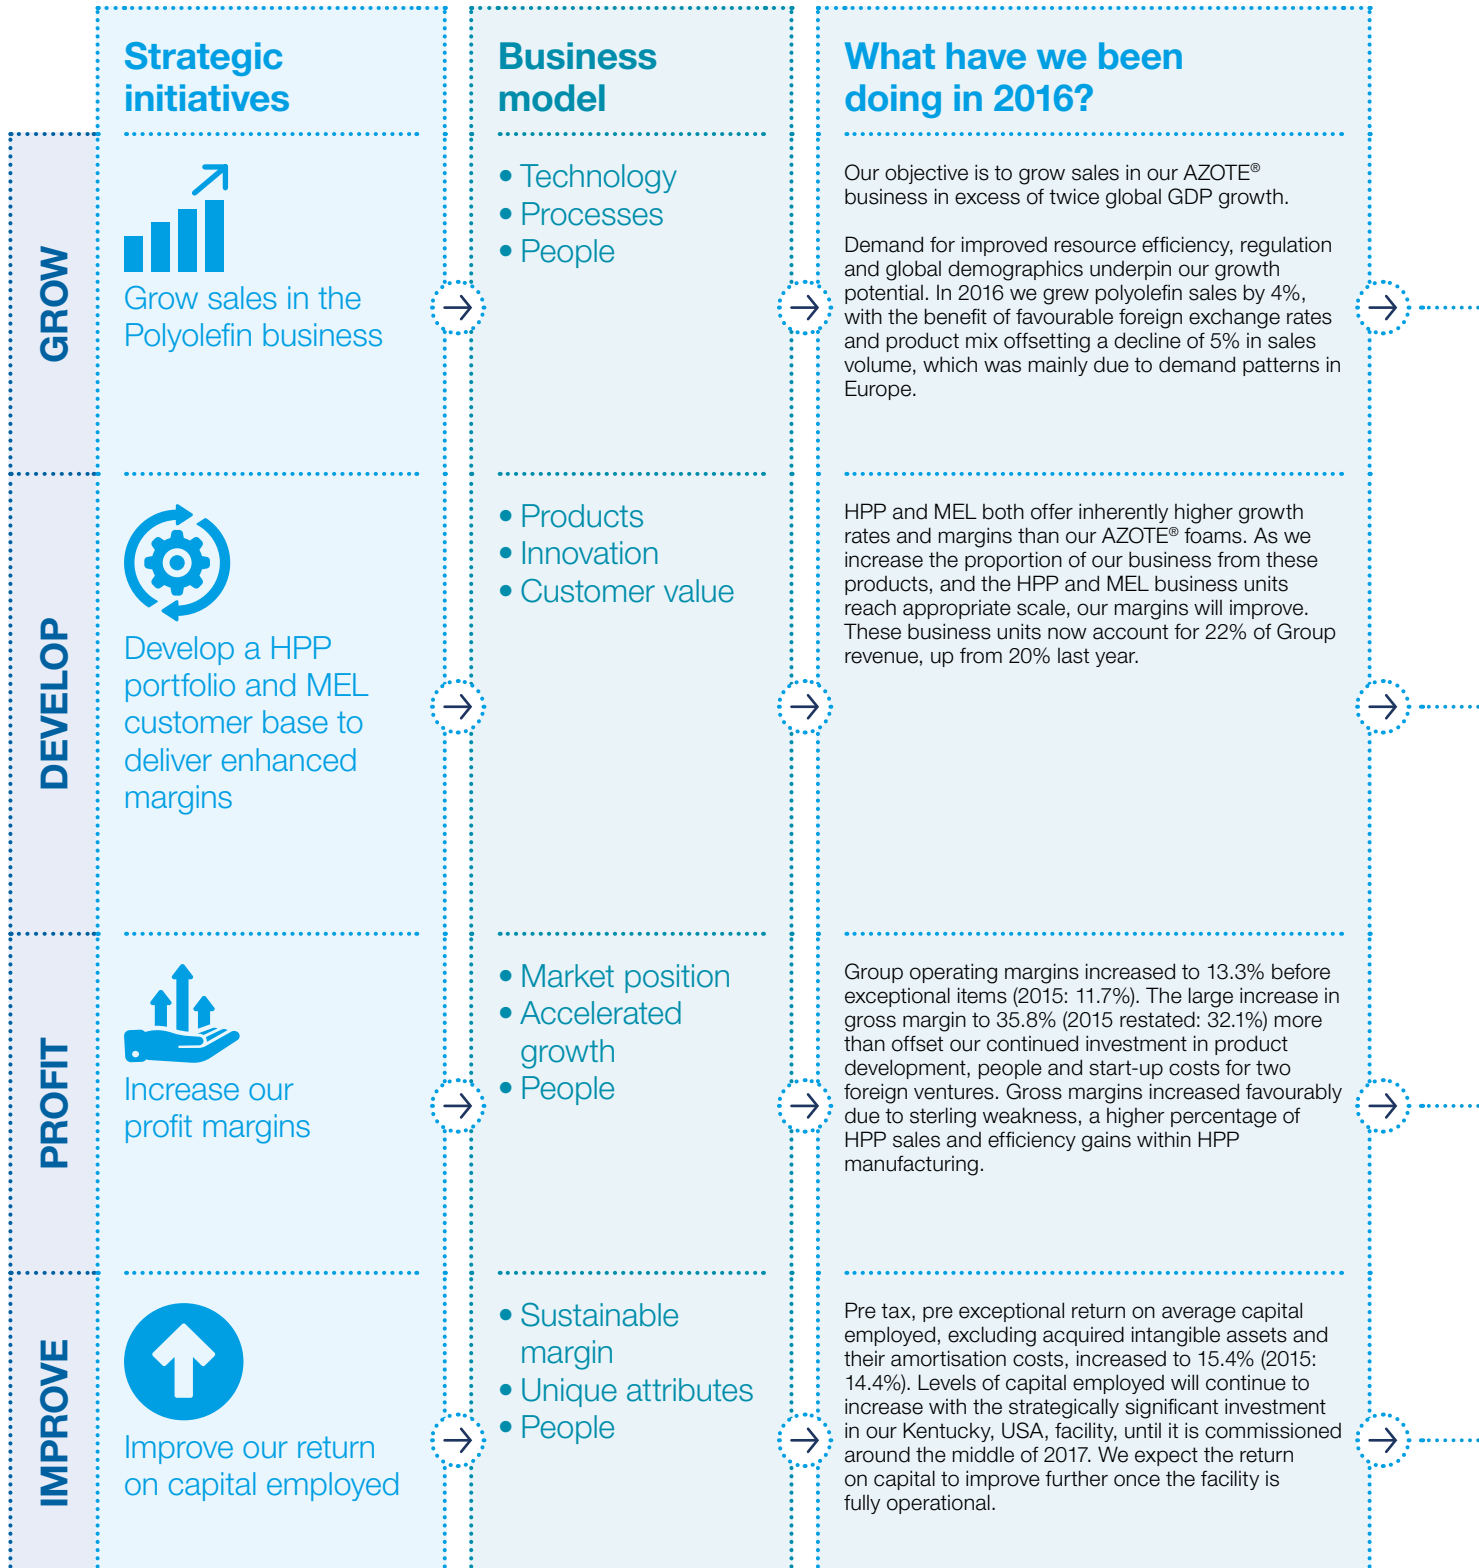 Strategic
initiatives
Business
model
What have we been
doing in 2016?
GROW
Grow sales in the
Polyolefin business
• Technology
• Processes
• People
Our objective is to grow sales in our AZOTE®
business in excess of twice global GDP growth.
Demand for improved resource efficiency, regulation
and global demographics underpin our growth
potential. In 2016 we grew polyolefin sales by 4%,
with the benefit of favourable foreign exchange rates
and product mix offsetting a decline of 5% in sales
volume, which was mainly due to demand patterns in
Europe.
DEVELOP
Develop a HPP
portfolio and MEL
customer base to
deliver enhanced
margins
• Products
• Innovation
• Customer value
HPP and MEL both offer inherently higher growth
rates and margins than our AZOTE® foams. As we
increase the proportion of our business from these
products, and the HPP and MEL business units
reach appropriate scale, our margins will improve.
These business units now account for 22% of Group
revenue, up from 20% last year.
PROFIT
Increase our
profit margins
• Market position
• Accelerated
growth
• People
Group operating margins increased to 13.3% before
exceptional items (2015: 11.7%). The large increase in
gross margin to 35.8% (2015 restated: 32.1%) more
than offset our continued investment in product
development, people and start-up costs for two
foreign ventures. Gross margins increased favourably
due to sterling weakness, a higher percentage of
HPP sales and efficiency gains within HPP
manufacturing.
IMPROVE
Improve our return
on capital employed
• Sustainable
margin
• Unique attributes
• People
Pre tax, pre exceptional return on average capital
employed, excluding acquired intangible assets and
their amortisation costs, increased to 15.4% (2015:
14.4%). Levels of capital employed will continue to
increase with the strategically significant investment
in our Kentucky, USA, facility, until it is commissioned
around the middle of 2017. We expect the return
on capital to improve further once the facility is
fully operational.